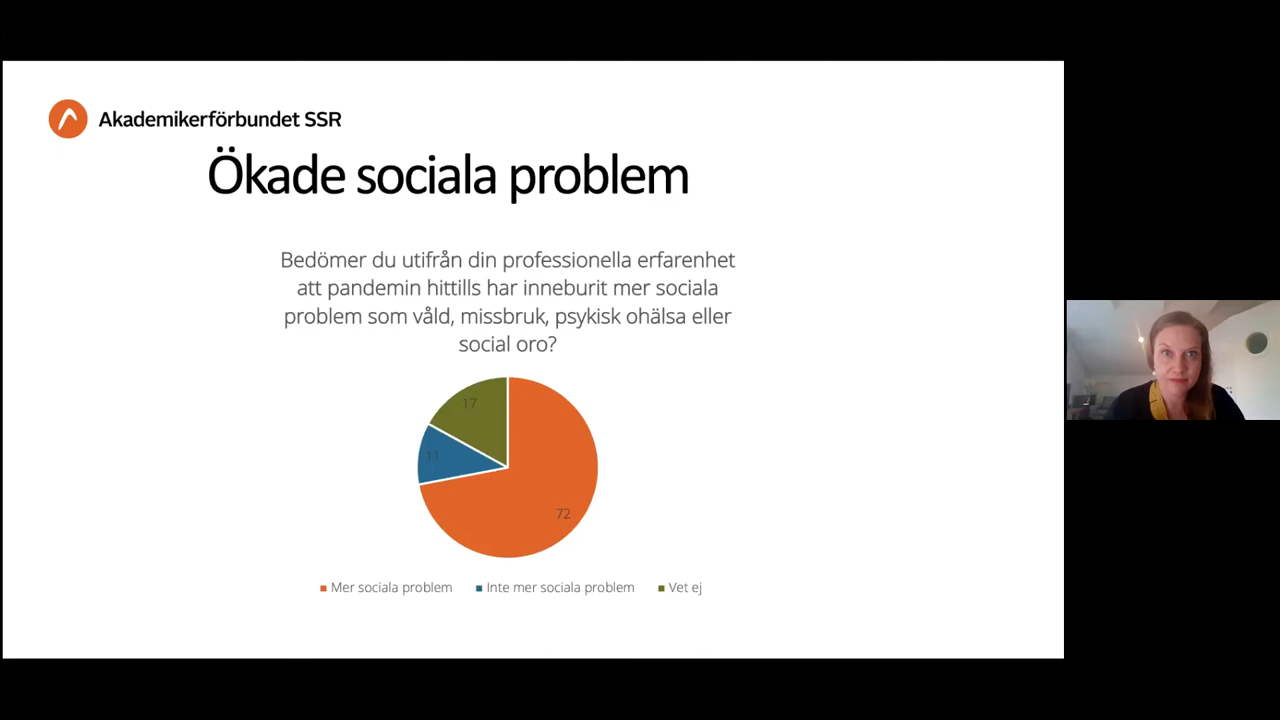 Akademikerförbundet SSR
Ökade sociala problem
Bedömer du utifrån din professionella erfarenhet
att pandemin hittills har inneburit mer sociala
problem som våld, missbruk, psykisk ohälsa eller
social oro?
17
11
72
Mer sociala problem Inte mer sociala problem Vet ej